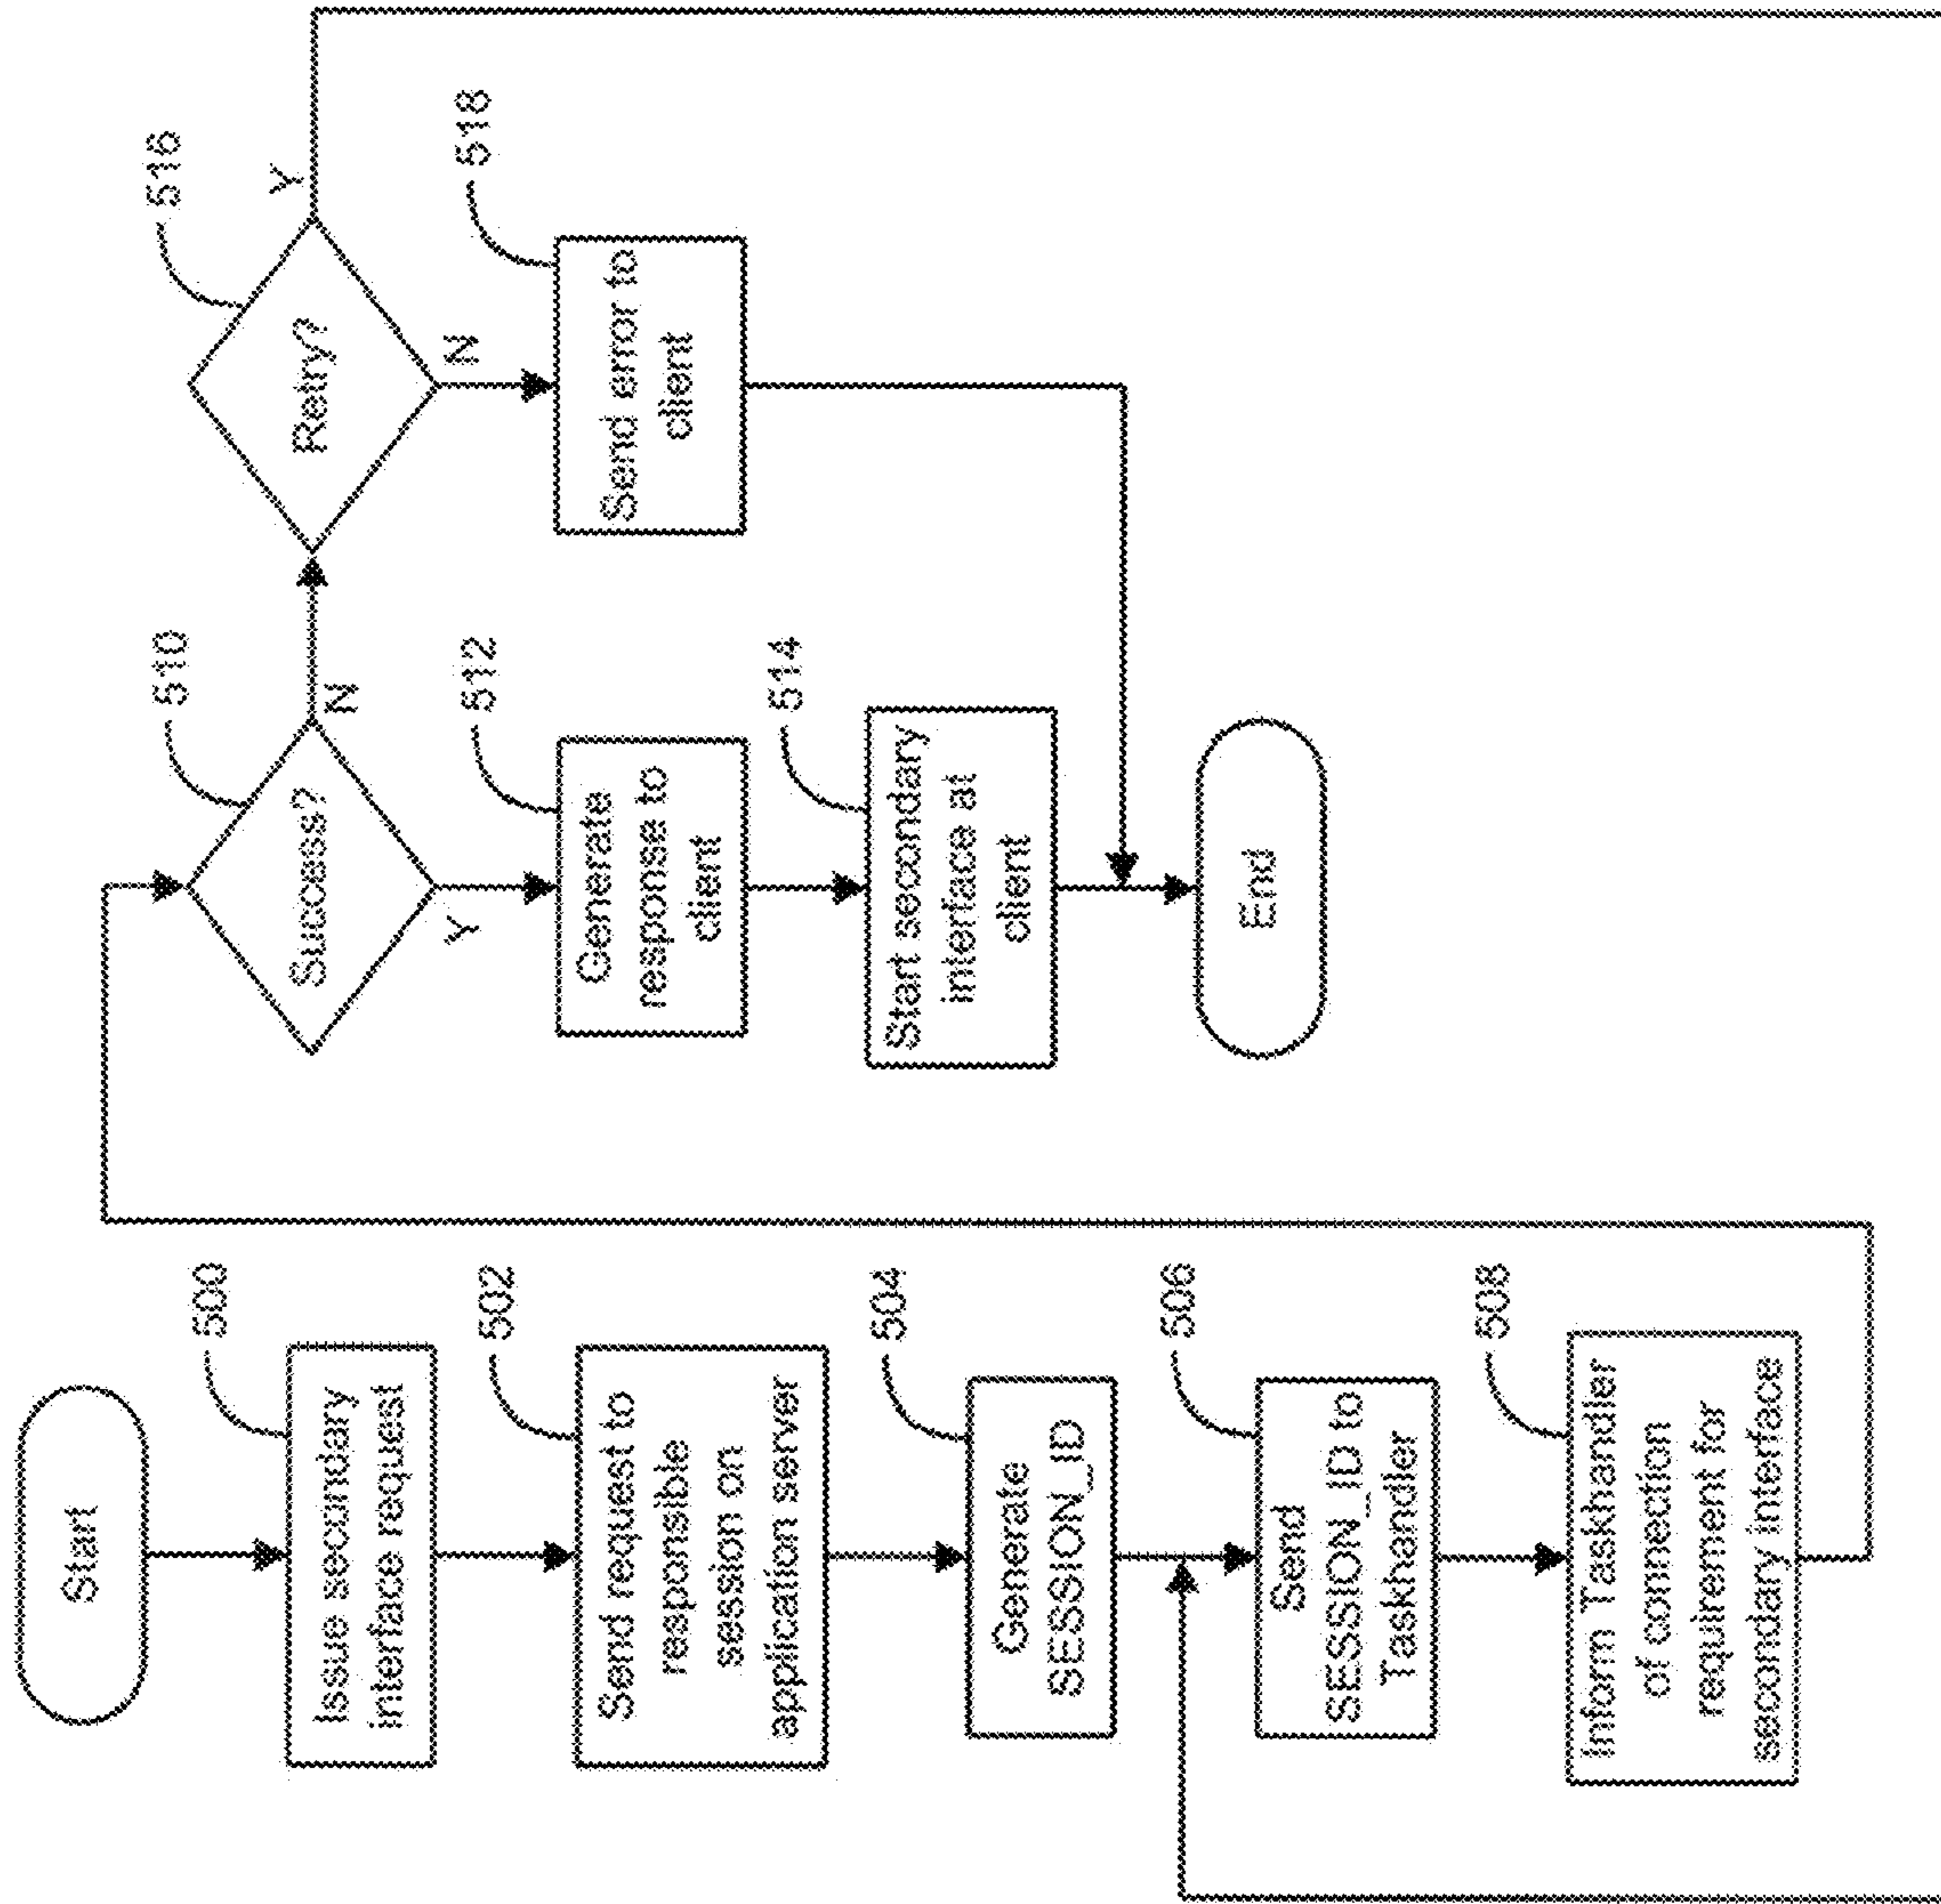 Start
500
Issue secondary
interface request
502
Send request to
responsible
session on
application server
504
Generate
SESSION_ID
506
Send
SESSION_ID to
Taskhandler
508
Inform Taskhandler
of connection
requirement for
secondary interface
510
Success?
N
Y
512
Generate
response to
client
514
Start secondary
interface at
client
End
516
Retry?
Y
N
518
Send error to
client